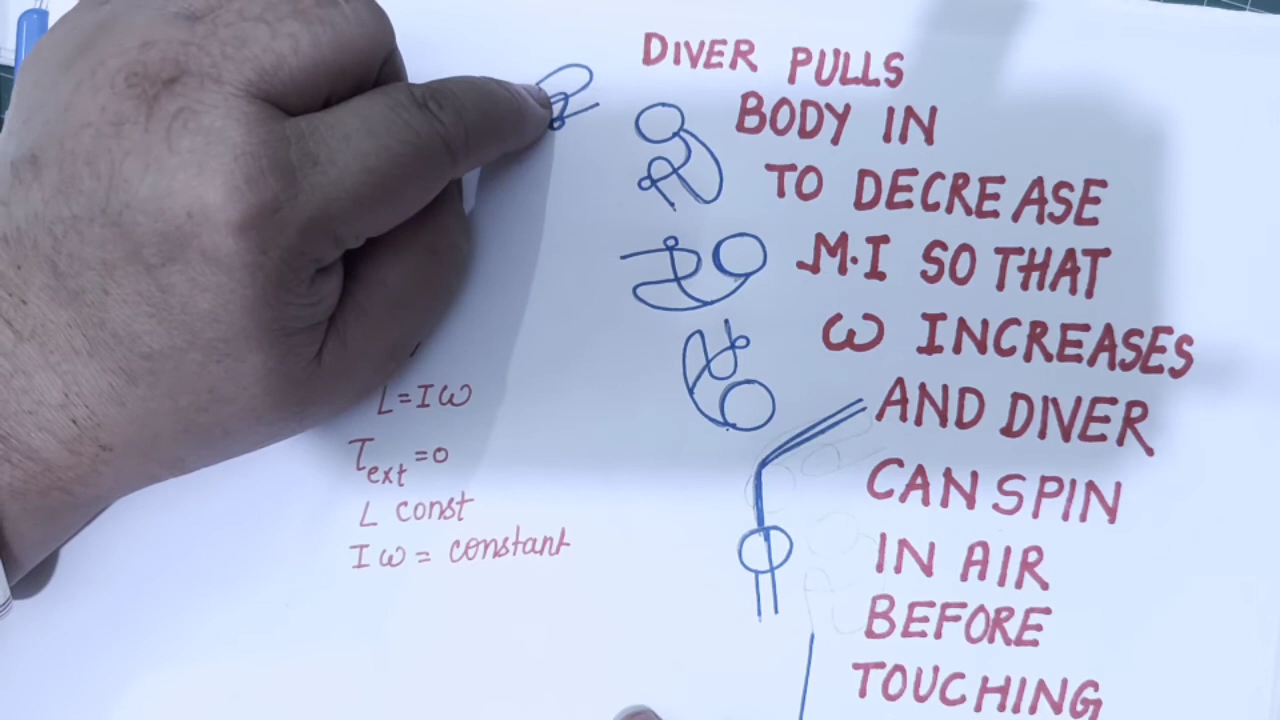 DIVER PULLS
BODY IN
TO DECREASE
M.I SO THAT
ω INCREASES
AND DIVER
CAN SPIN
IN AIR
BEFORE
TOUCHING
L=Iω
τext=0
L const
Iω = constant